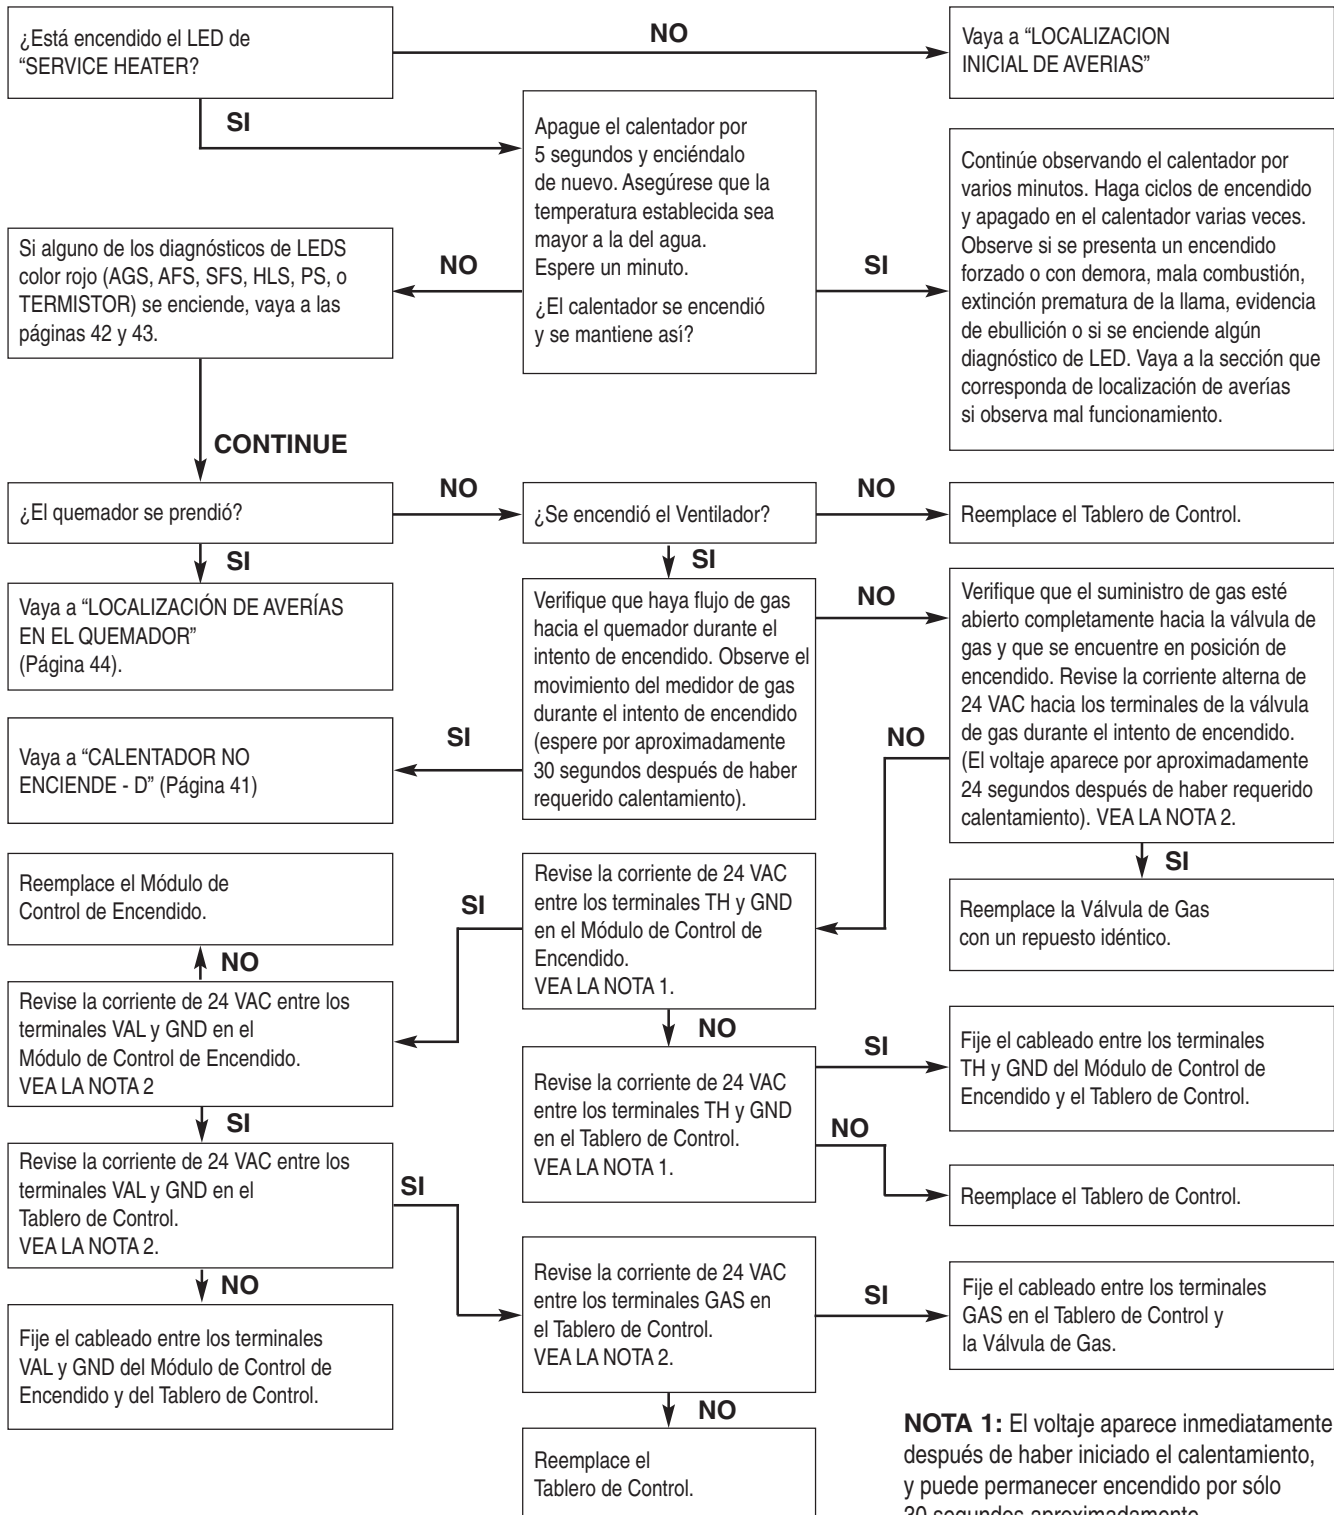 ¿Está encendido el LED de
“SERVICE HEATER?
NO
Vaya a “LOCALIZACION
INICIAL DE AVERIAS”
SI
Apague el calentador por
5 segundos y enciéndalo
de nuevo. Asegúrese que la
temperatura establecida sea
mayor a la del agua.
Espere un minuto.
¿El calentador se encendió
y se mantiene así?
NO
Si alguno de los diagnósticos de LEDS
color rojo (AGS, AFS, SFS, HLS, PS, o
TERMISTOR) se enciende, vaya a las
páginas 42 y 43.
SI
Continúe observando el calentador por
varios minutos. Haga ciclos de encendido
y apagado en el calentador varias veces.
Observe si se presenta un encendido
forzado o con demora, mala combustión,
extinción prematura de la llama, evidencia
de ebullición o si se enciende algún
diagnóstico de LED. Vaya a la sección que
corresponda de localización de averías
si observa mal funcionamiento.
CONTINUE
¿El quemador se prendió?
NO
¿Se encendió el Ventilador?
NO
Reemplace el Tablero de Control.
SI
Vaya a “LOCALIZACIÓN DE AVERÍAS
EN EL QUEMADOR”
(Página 44).
SI
Verifique que haya flujo de gas
hacia el quemador durante el
intento de encendido. Observe el
movimiento del medidor de gas
durante el intento de encendido
(espere por aproximadamente
30 segundos después de haber
requerido calentamiento).
NO
Verifique que el suministro de gas esté
abierto completamente hacia la válvula de
gas y que se encuentre en posición de
encendido. Revise la corriente alterna de
24 VAC hacia los terminales de la válvula
de gas durante el intento de encendido.
(El voltaje aparece por aproximadamente
24 segundos después de haber requerido
calentamiento). VEA LA NOTA 2.
SI
Vaya a “CALENTADOR NO
ENCIENDE - D” (Página 41)
NO
SI
Reemplace la Válvula de Gas
con un repuesto idéntico.
Revise la corriente de 24 VAC
entre los terminales TH y GND
en el Módulo de Control de
Encendido.
VEA LA NOTA 1.
SI
Reemplace el Módulo de
Control de Encendido.
NO
Revise la corriente de 24 VAC entre los
terminales VAL y GND en el
Módulo de Control de Encendido.
VEA LA NOTA 2
NO
Revise la corriente de 24 VAC
entre los terminales TH y GND
en el Tablero de Control.
VEA LA NOTA 1.
SI
Fije el cableado entre los terminales
TH y GND del Módulo de Control de
Encendido y el Tablero de Control.
NO
Reemplace el Tablero de Control.
SI
Revise la corriente de 24 VAC entre los
terminales VAL y GND en el
Tablero de Control.
VEA LA NOTA 2.
SI
Revise la corriente de 24 VAC
entre los terminales GAS en
el Tablero de Control.
VEA LA NOTA 2.
SI
Fije el cableado entre los terminales
GAS en el Tablero de Control y
la Válvula de Gas.
NO
Fije el cableado entre los terminales
VAL y GND del Módulo de Control de
Encendido y del Tablero de Control.
NO
Reemplace el
Tablero de Control.
NOTA 1: El voltaje aparece inmediatamente
después de haber iniciado el calentamiento,
y puede permanecer encendido por sólo
30 segundos aproximadamente